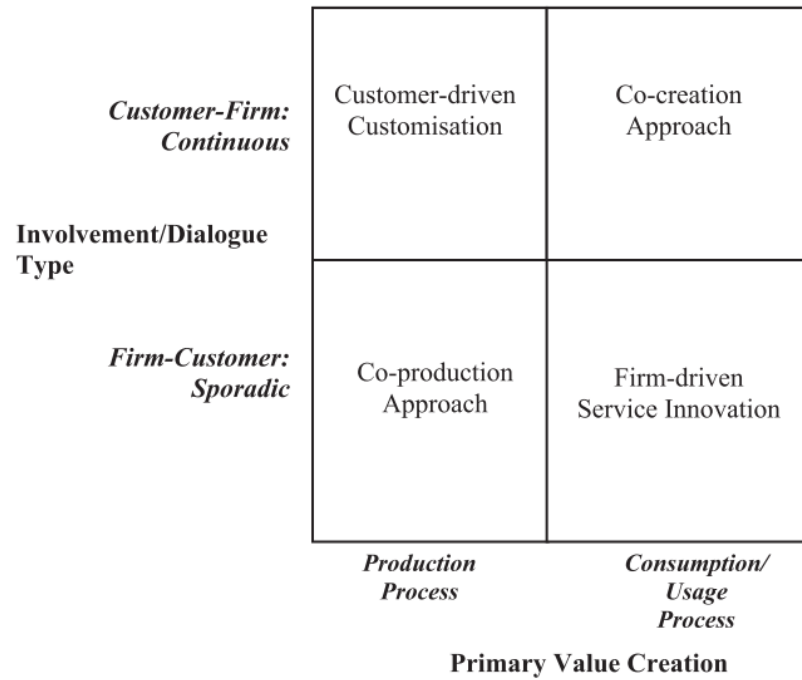 Customer-driven
Customisation
Co-creation
Approach
Customer-Firm:
Continuous
Involvement/Dialogue
Type
Firm-Customer:
Sporadic
Co-production
Approach
Firm-driven
Service Innovation
Production
Process
Consumption/
Usage
Process
Primary Value Creation